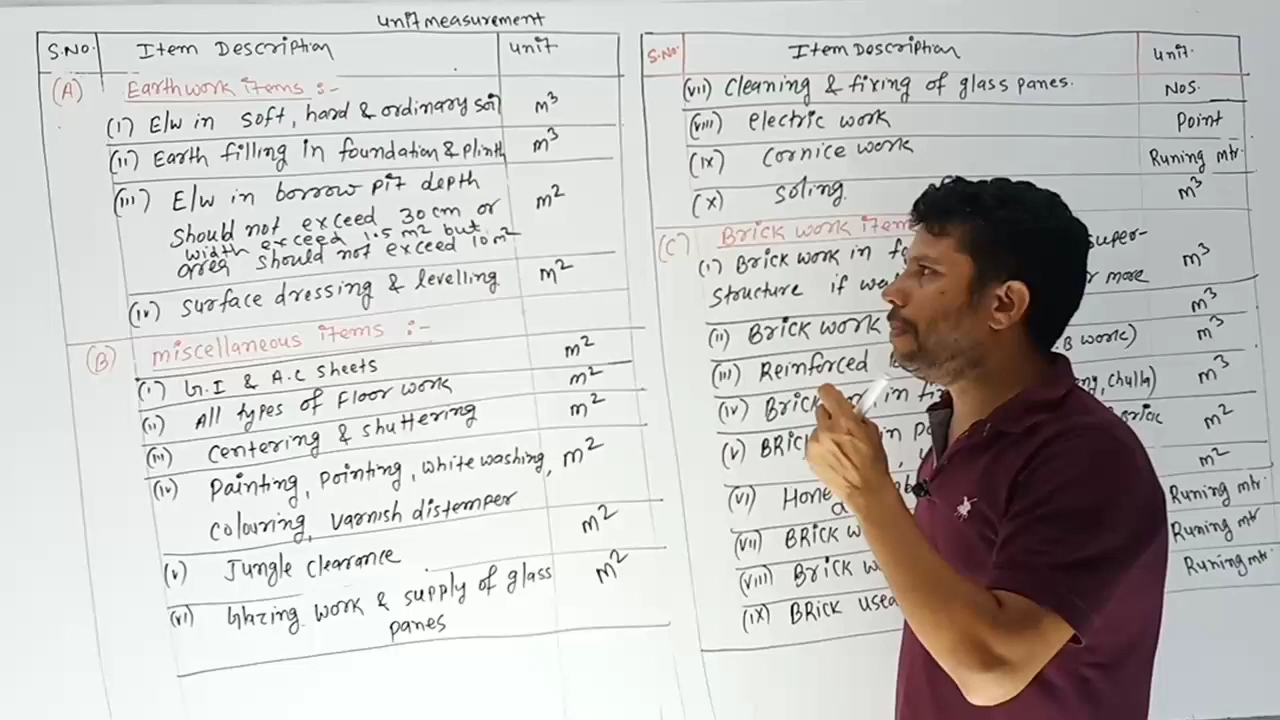 unit measurement
S.No. Item Description unit
(A) Earthwork items :-
(i) E/w in soft, hard & ordinary soil m³
(ii) Earth filling in foundation & plinth m³
(iii) E/w in borrow pit depth m²
Should not exceed 30 cm or
width exceed 1.5 m² but
area should not exceed 10 m²
(iv) surface dressing & levelling m²
(B) miscellaneous items :-
(i) G.I & A.C sheets m²
(ii) All types of Floor work m²
(iii) centering & shuttering m²
(iv) Painting, Pointing, white washing, m²
colouring, varnish distemper
(v) Jungle clearance m²
(vi) Glazing work & supply of glass m²
panes
S.No. Item Description unit.
(vii) Cleaning & fixing of glass panes. Nos.
(viii) electric work Point
(ix) Cornice work Runing mtr.
(x) Soling. m³
(C) Brick work item
(i) Brick work in super- m³
structure if more
(ii) Brick work m³
(iii) Reinforced .B work) m³
(iv) Brick in chulla) m³
(v) BRIC in Brick m²
(vi) Hone m²
(vii) BRICK w Runing mtr.
(viii) Brick w Runing mtr
(ix) BRICK used Runing mtr.